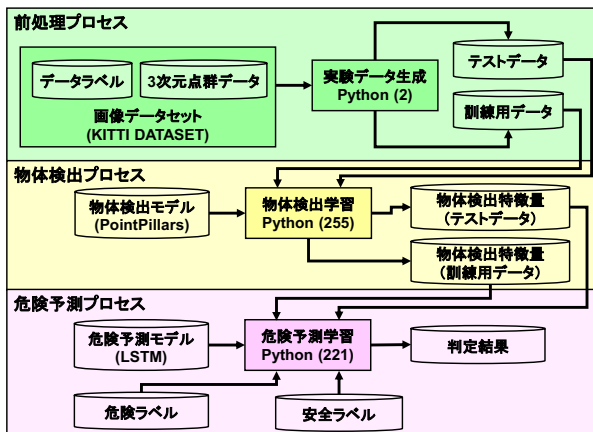 前処理プロセス
データラベル
3次元点群データ
画像データセット
(KITTI DATASET)
実験データ生成
Python (2)
テストデータ
訓練用データ
物体検出プロセス
物体検出モデル
(PointPillars)
物体検出学習
Python (255)
物体検出特徴量
(テストデータ)
物体検出特徴量
(訓練用データ)
危険予測プロセス
危険予測モデル
(LSTM)
危険予測学習
Python (221)
判定結果
危険ラベル
安全ラベル